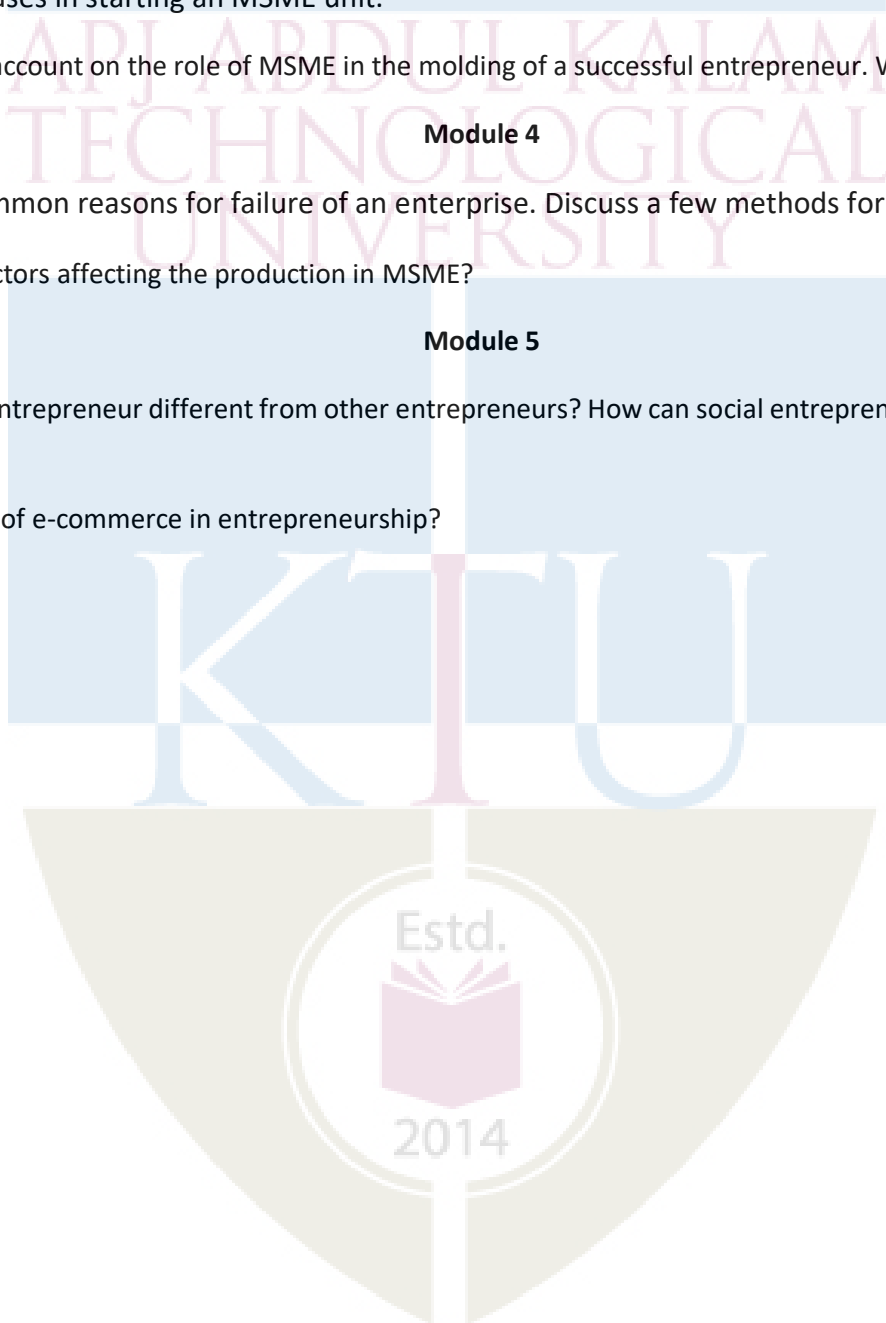 uses in starting an MSME unit.
account on the role of MSME in the molding of a successful entrepreneur.
Module 4
mmon reasons for failure of an enterprise. Discuss a few methods for
ctors affecting the production in MSME?
Module 5
ntrepreneur different from other entrepreneurs? How can social entrepren
of e-commerce in entrepreneurship?
APJ ABDUL KALAM
TECHNOLOGICAL
UNIVERSITY
KTU
Estd.
2014